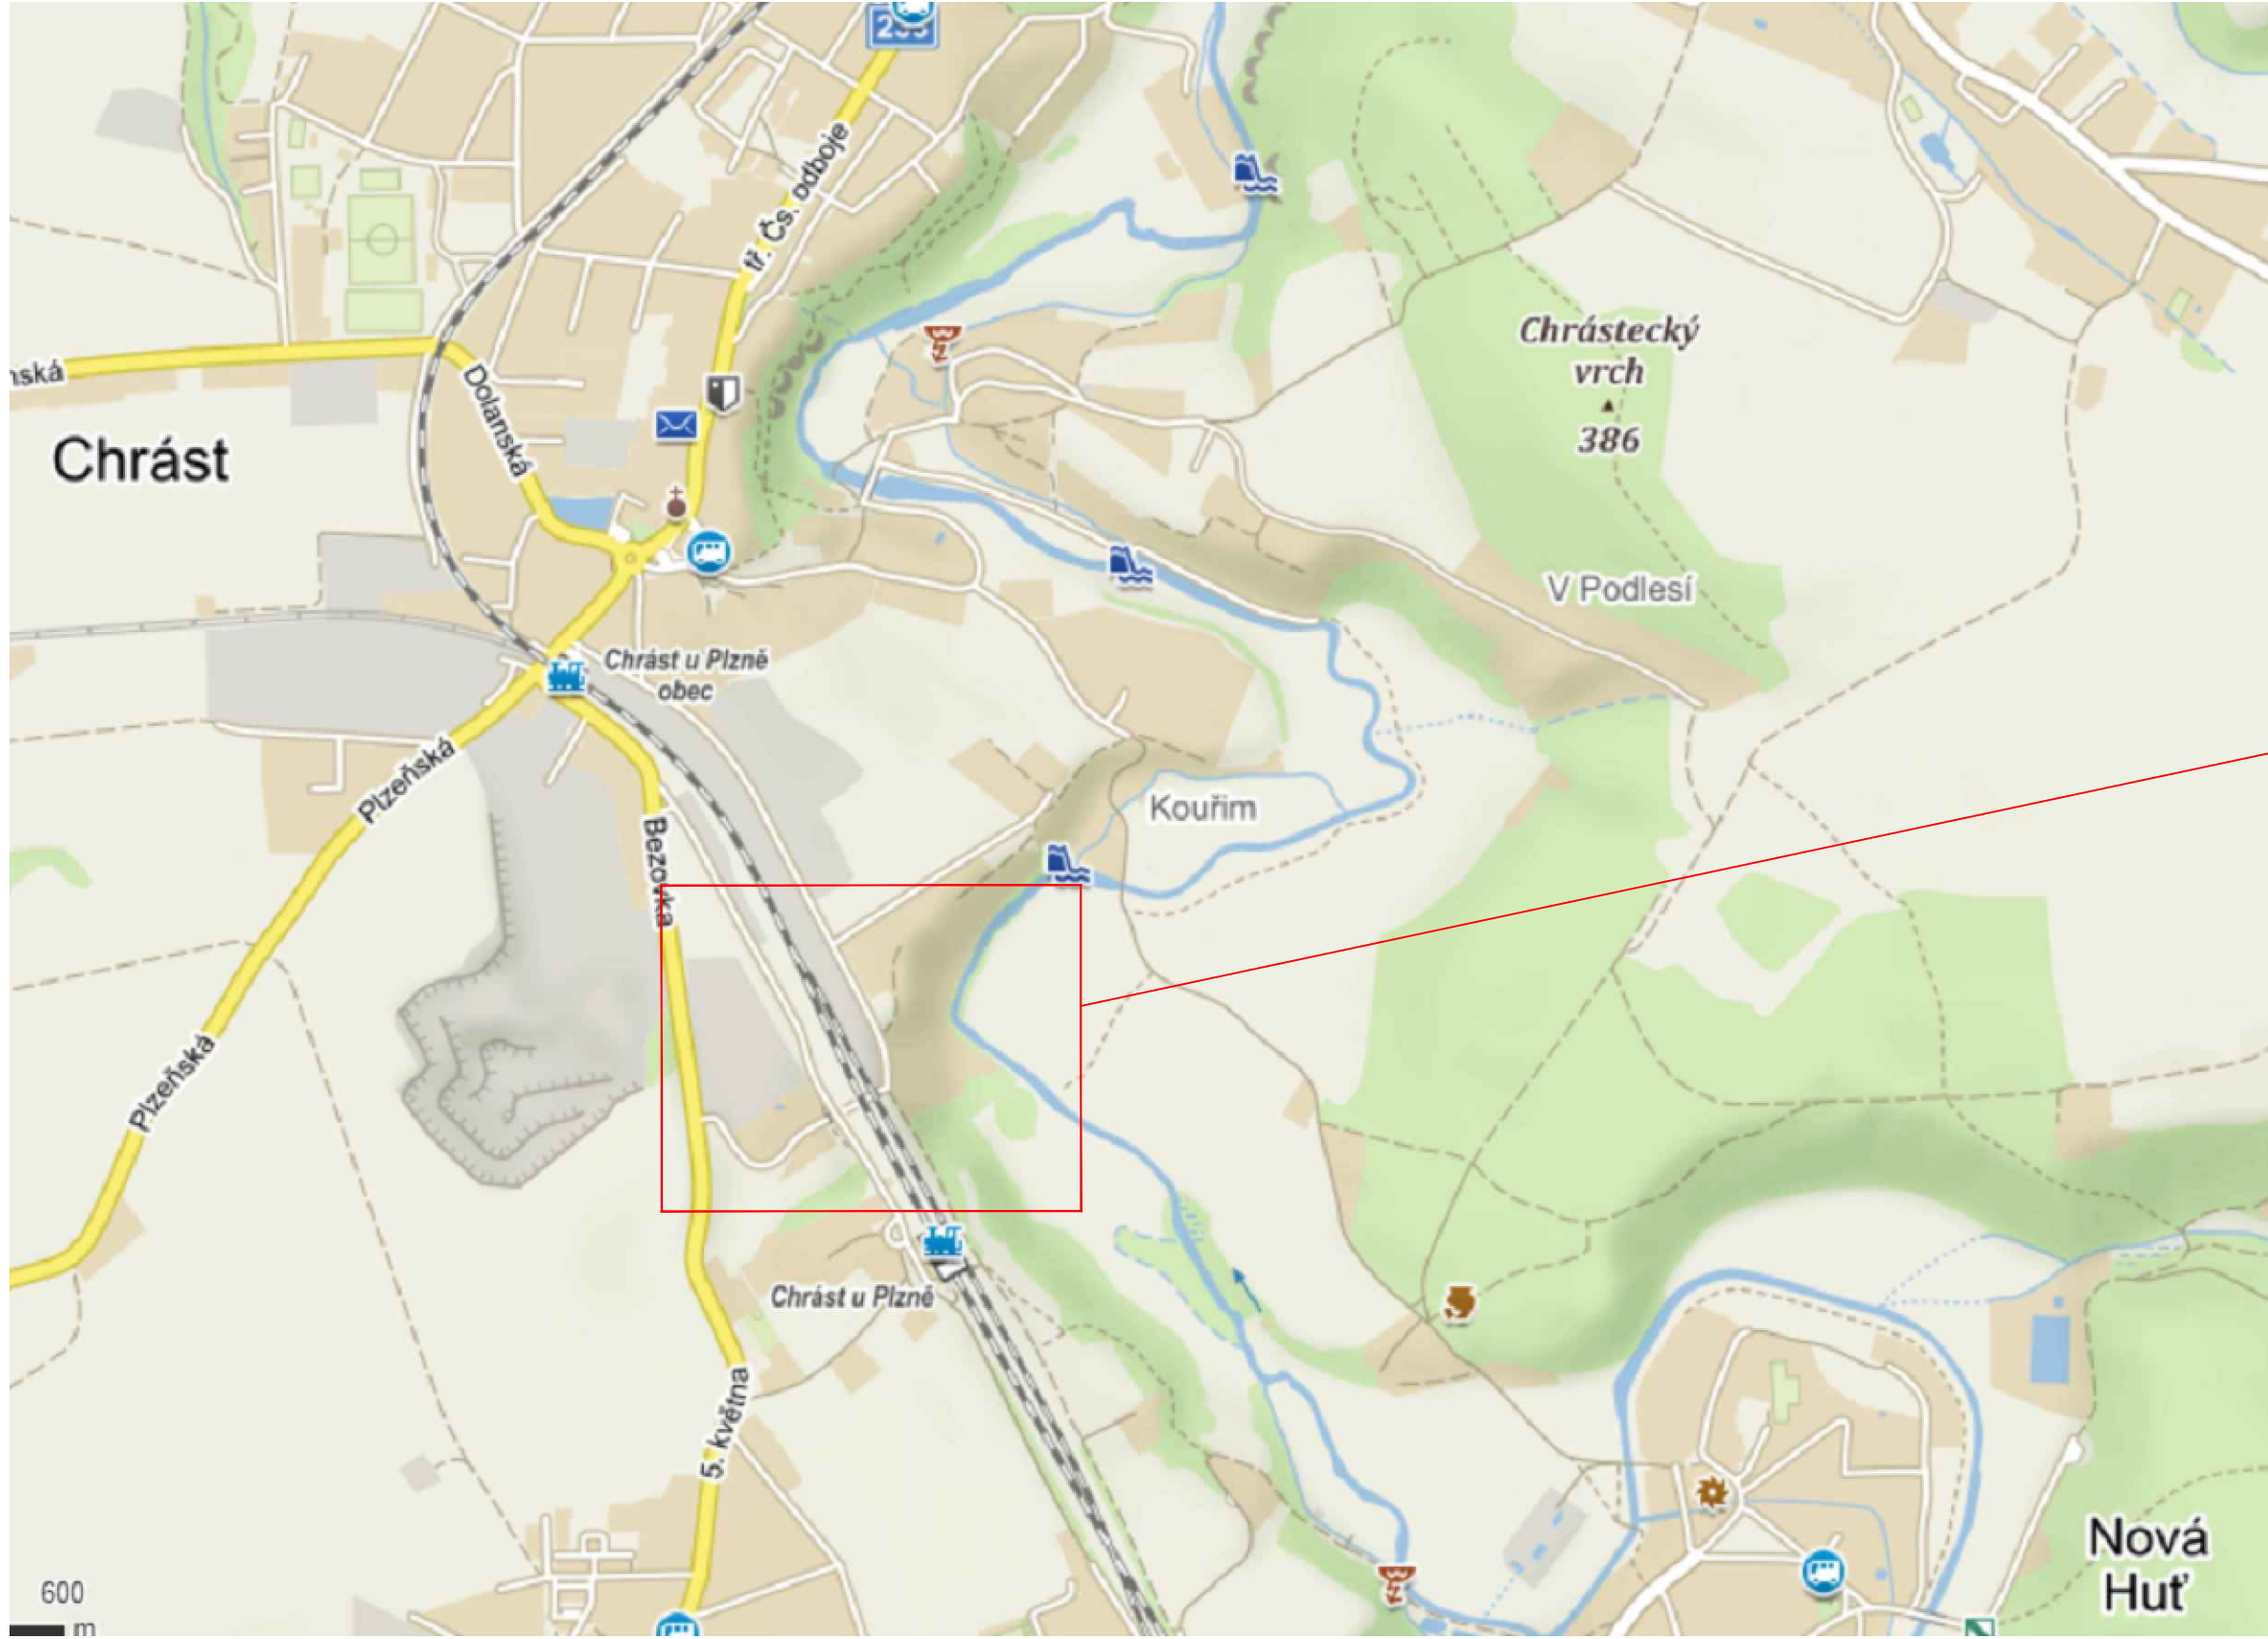 tř. Čs. odboje
nská
Dolanská
Chrástecký
vrch
386
Chrást
V Podlesí
Chrást u Plzně
obec
Plzeňská
Kouřim
Bezovka
Plzeňská
Chrást u Plzně
5. května
Nová
Huť
600
m